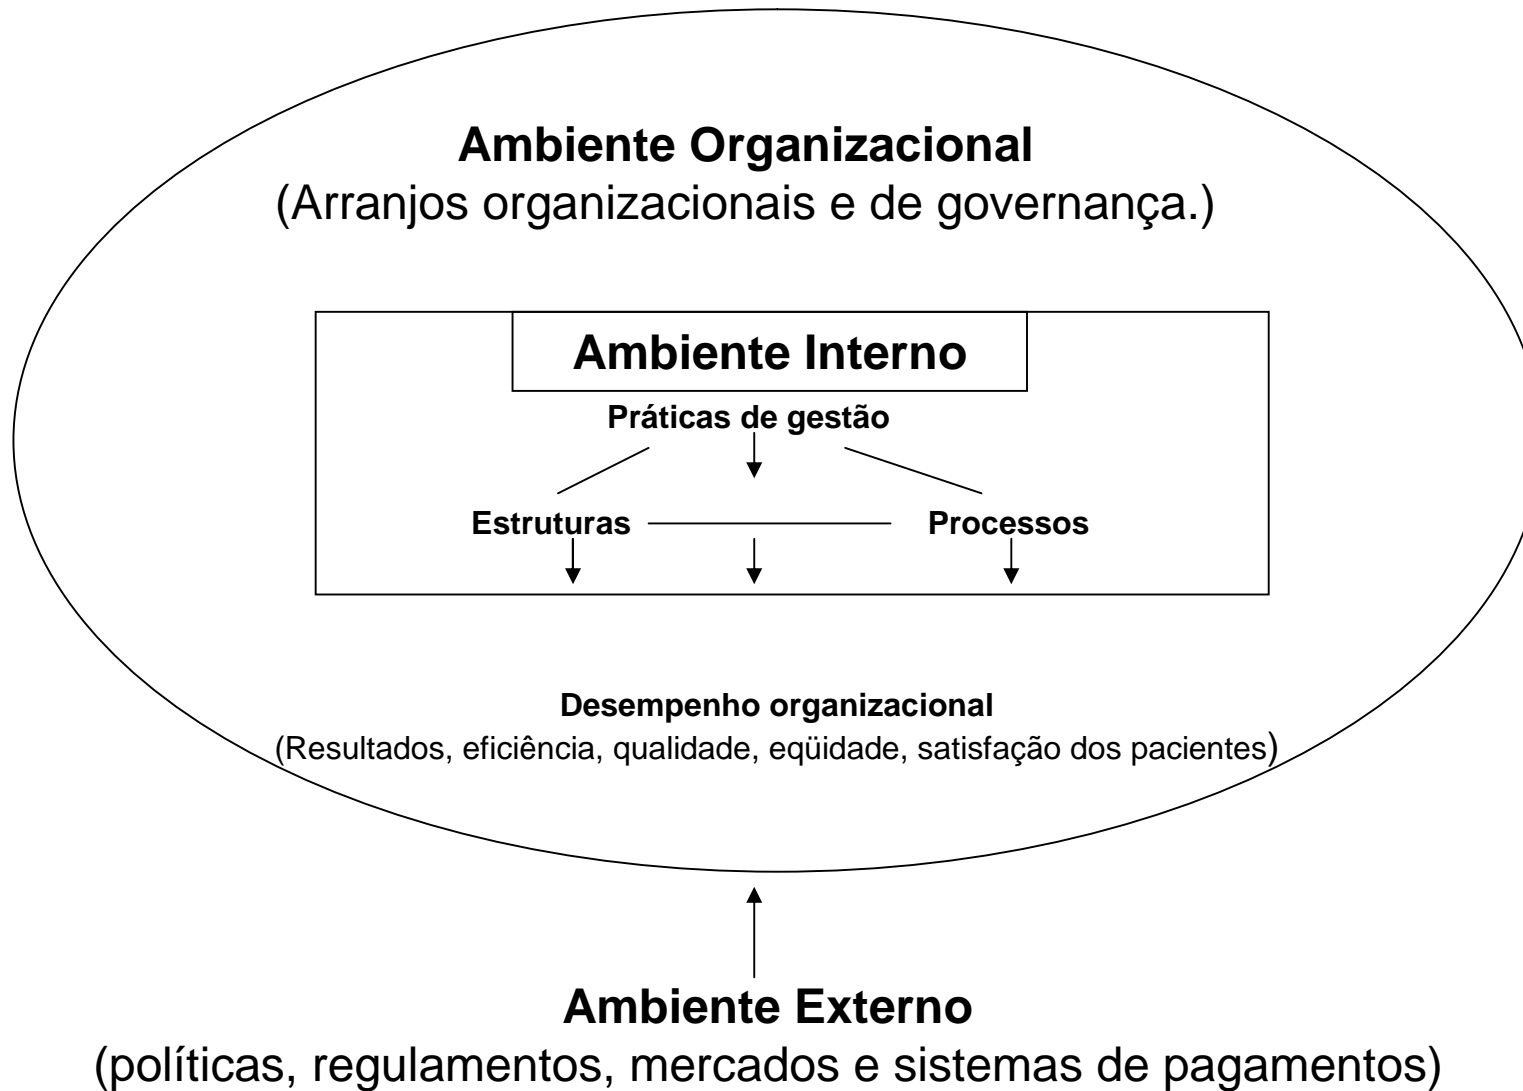 Ambiente Organizacional
(Arranjos organizacionais e de governança.)
Ambiente Interno
Práticas de gestão
Estruturas
Processos
Desempenho organizacional
(Resultados, eficiência, qualidade, eqüidade, satisfação dos pacientes)
Ambiente Externo
(políticas, regulamentos, mercados e sistemas de pagamentos)